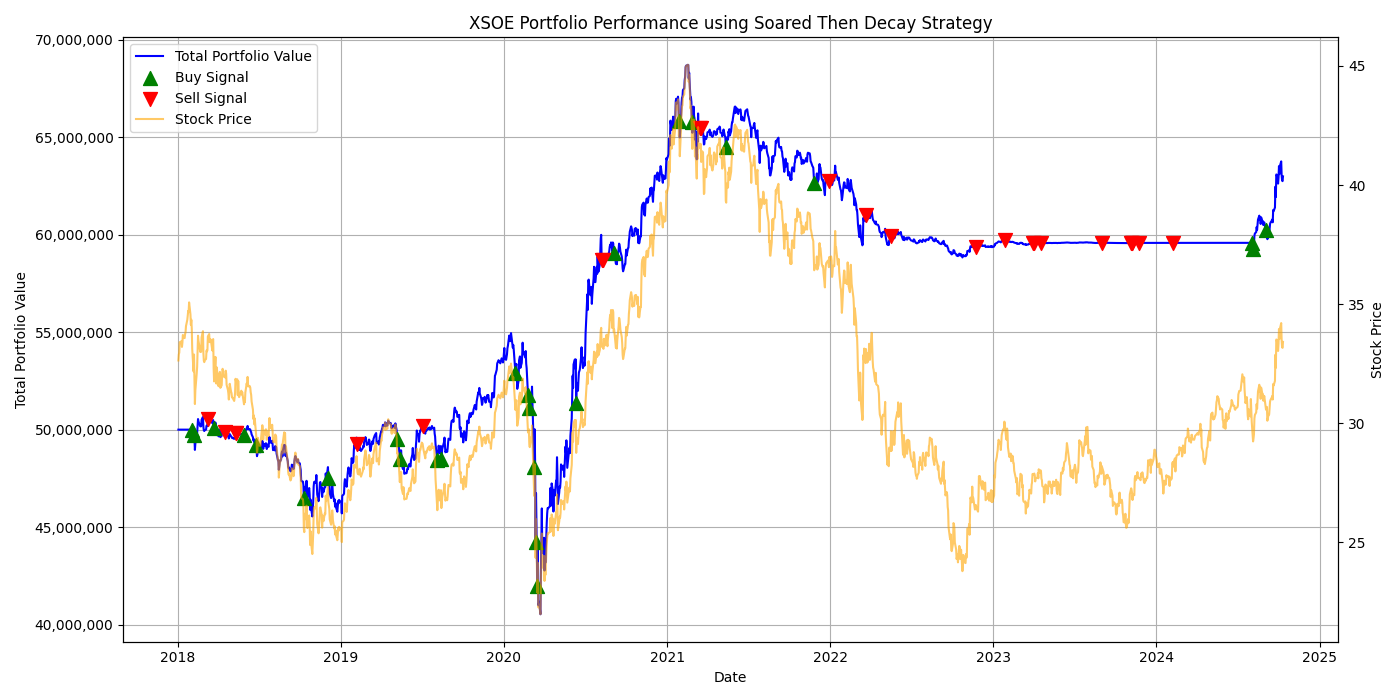 XSOE Portfolio Performance using Soared Then Decay Strategy
Total Portfolio Value
Buy Signal
Sell Signal
Stock Price
70,000,000
65,000,000
60,000,000
55,000,000
50,000,000
45,000,000
40,000,000
Total Portfolio Value
45
40
35
30
25
Stock Price
2018
2019
2020
2021
2022
2023
2024
2025
Date